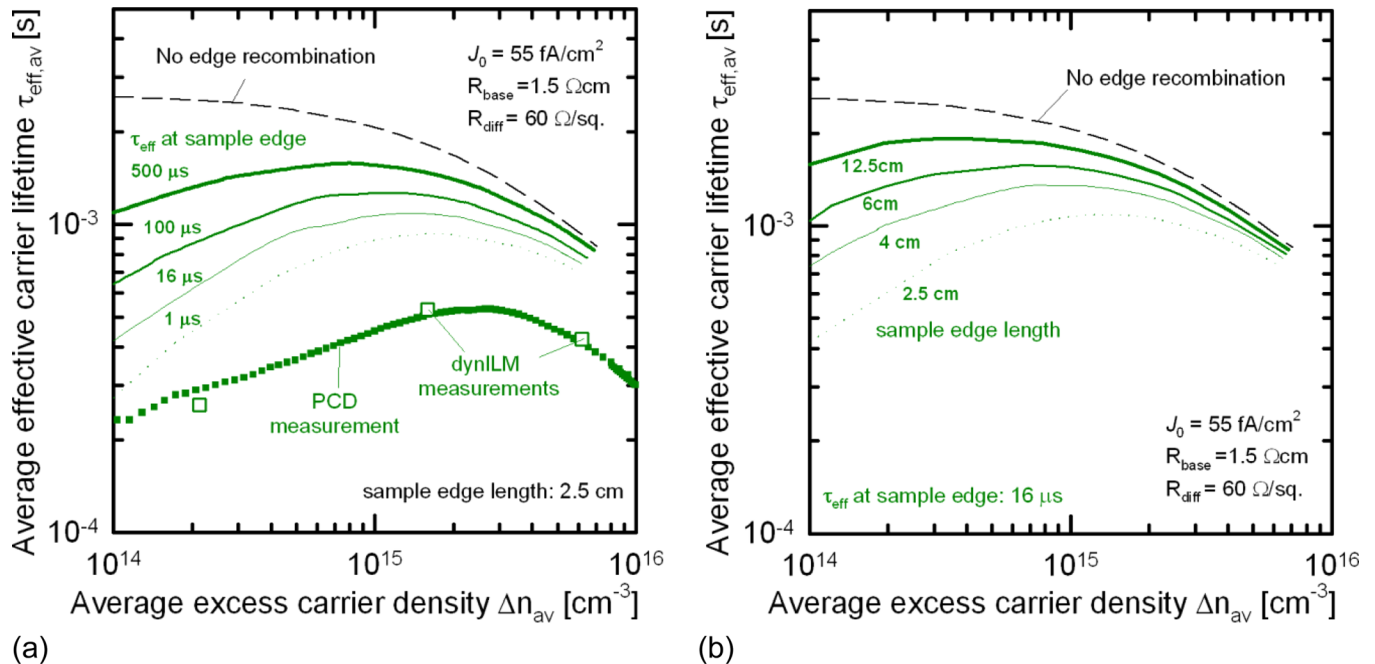 (a)
Average effective carrier lifetime τeff,av [s]
10⁻³
10⁻⁴
No edge recombination
J₀ = 55 fA/cm²
Rbase =1.5 Ωcm
Rdiff = 60 Ω/sq.
τeff at sample edge
500 µs
100 µs
16 µs
1 µs
dynILM
measurements
PCD
measurement
sample edge length: 2.5 cm
10¹⁴
10¹⁵
10¹⁶
Average excess carrier density Δnav [cm⁻³]
(b)
Average effective carrier lifetime τeff,av [s]
10⁻³
10⁻⁴
No edge recombination
12.5cm
6cm
4 cm
2.5 cm
sample edge length
J₀ = 55 fA/cm²
Rbase =1.5 Ωcm
Rdiff = 60 Ω/sq.
τeff at sample edge: 16 µs
10¹⁴
10¹⁵
10¹⁶
Average excess carrier density Δnav [cm⁻³]